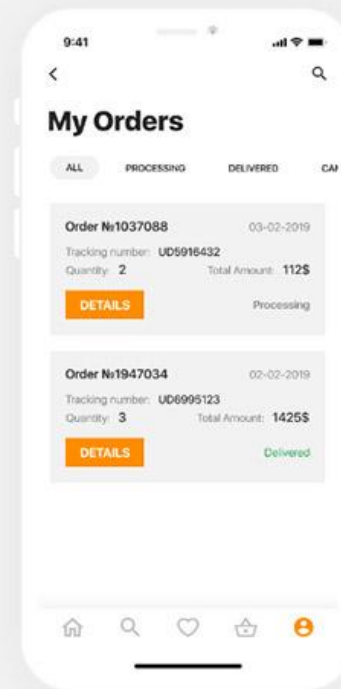 9:41
My Orders
ALL PROCESSING DELIVERED CAN
Order №1037088 03-02-2019
Tracking number: UD5916432
Quantity: 2 Total Amount: 112$
DETAILS Processing
Order №1947034 02-02-2019
Tracking number: UD6995123
Quantity: 3 Total Amount: 1425$
DETAILS Delivered